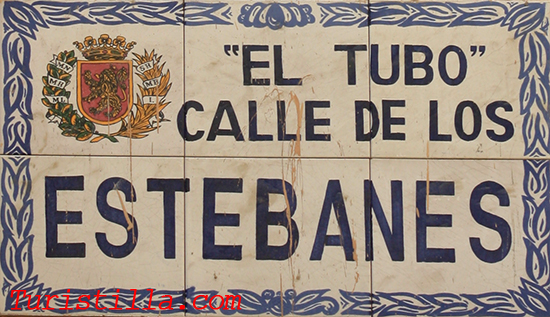 "EL TUBO"
CALLE DE LOS
ESTEBANES
Turistilla.com